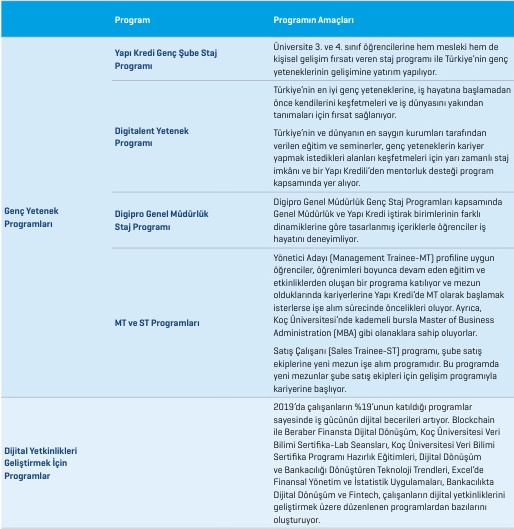 Program
Programın Amaçları
Genç Yetenek
Programları
Yapı Kredi Genç Şube Staj
Programı
Üniversite 3. ve 4. sınıf öğrencilerine hem mesleki hem de
kişisel gelişim fırsatı veren staj programı ile Türkiye'nin genç
yeteneklerinin gelişimine yatırım yapılıyor.
Digitalent Yetenek
Programı
Türkiye'nin en iyi genç yeteneklerine, iş hayatına başlamadan
önce kendilerini keşfetmeleri ve iş dünyasını yakından
tanımaları için fırsat sağlanıyor.
Türkiye'nin ve dünyanın en saygın kurumları tarafından
verilen eğitim ve seminerler, genç yeteneklerin kariyer
yapmak istedikleri alanları keşfetmeleri için yarı zamanlı staj
imkânı ve bir Yapı Kredili'den mentorluk desteği program
kapsamında yer alıyor.
Digipro Genel Müdürlük
Staj Programı
Digipro Genel Müdürlük Genç Staj Programları kapsamında
Genel Müdürlük ve Yapı Kredi iştirak birimlerinin farklı
dinamiklerine göre tasarlanmış içeriklerle öğrenciler iş
hayatını deneyimliyor.
MT ve ST Programları
Yönetici Adayı (Management Trainee-MT) profiline uygun
öğrenciler, öğrenimleri boyunca devam eden eğitim ve
etkinliklerden oluşan bir programa katılıyor ve mezun
olduklarında kariyerlerine Yapı Kredi'de MT olarak başlamak
isterlerse işe alım sürecinde öncelikleri oluyor. Ayrıca,
Koç Üniversitesi'nde kademeli bursla Master of Business
Administration (MBA) gibi olanaklara sahip oluyorlar.
Satış Çalışanı (Sales Trainee-ST) programı, şube satış
ekiplerine yeni mezun işe alım programıdır. Bu programda
yeni mezunlar şube satış ekipleri için gelişim programıyla
kariyerine başlıyor.
Dijital Yetkinlikleri
Geliştirmek İçin
Programlar
2019'da çalışanların %19'unun katıldığı programlar
sayesinde iş gücünün dijital becerileri artıyor. Blockchain
ile Beraber Finansta Dijital Dönüşüm, Koç Üniversitesi Veri
Bilimi Sertifika-Lab Seansları, Koç Üniversitesi Veri Bilimi
Sertifika Programı Hazırlık Eğitimleri, Dijital Dönüşüm
ve Bankacılığı Dönüştüren Teknoloji Trendleri, Excel'de
Finansal Yönetim ve İstatistik Uygulamaları, Bankacılıkta
Dijital Dönüşüm ve Fintech, çalışanların dijital yetkinliklerini
geliştirmek üzere düzenlenen programlardan bazılarını
oluşturuyor.